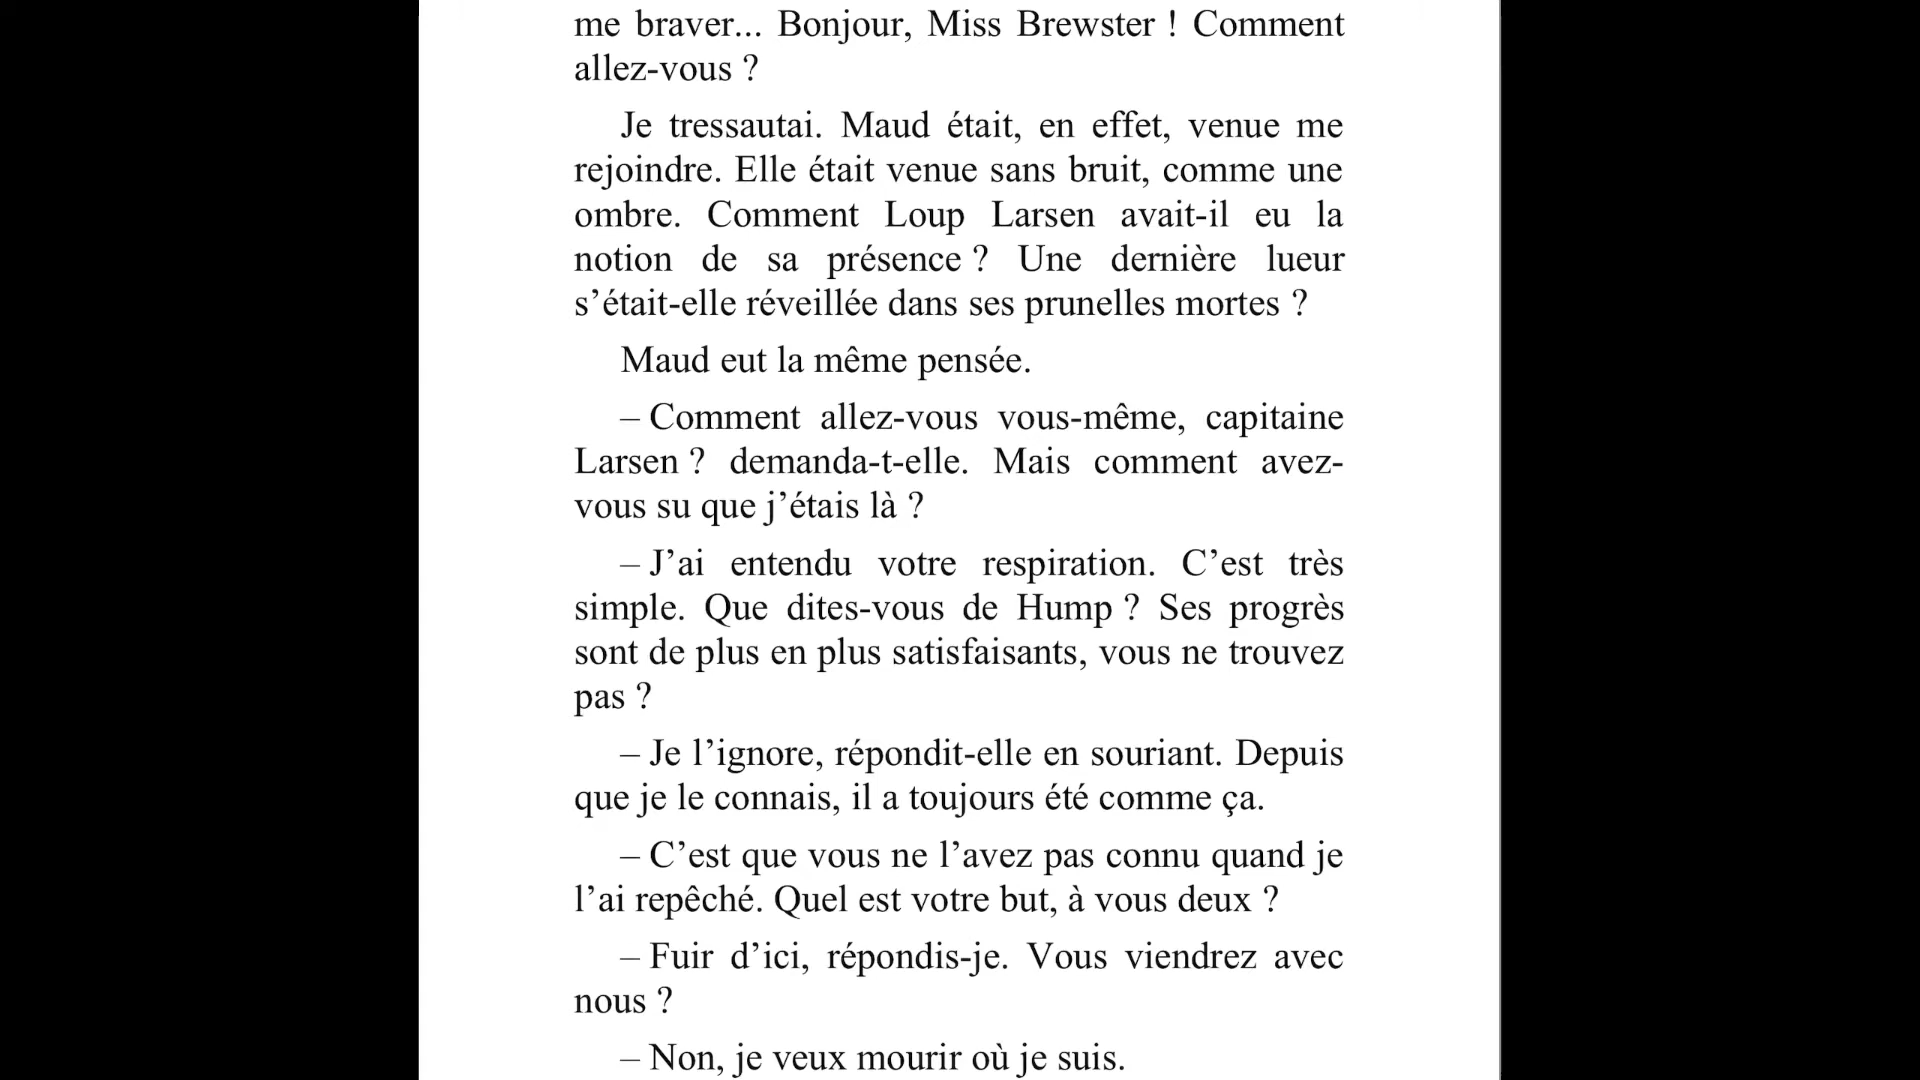 me braver... Bonjour, Miss Brewster ! Comment
allez-vous ?
Je tressautai. Maud était, en effet, venue me
rejoindre. Elle était venue sans bruit, comme une
ombre. Comment Loup Larsen avait-il eu la
notion de sa présence ? Une dernière lueur
s’était-elle réveillée dans ses prunelles mortes ?
Maud eut la même pensée.
– Comment allez-vous vous-même, capitaine
Larsen ? demanda-t-elle. Mais comment avez-
vous su que j’étais là ?
– J’ai entendu votre respiration. C’est très
simple. Que dites-vous de Hump ? Ses progrès
sont de plus en plus satisfaisants, vous ne trouvez
pas ?
– Je l’ignore, répondit-elle en souriant. Depuis
que je le connais, il a toujours été comme ça.
– C’est que vous ne l’avez pas connu quand je
l’ai repêché. Quel est votre but, à vous deux ?
– Fuir d’ici, répondis-je. Vous viendrez avec
nous ?
– Non, je veux mourir où je suis.